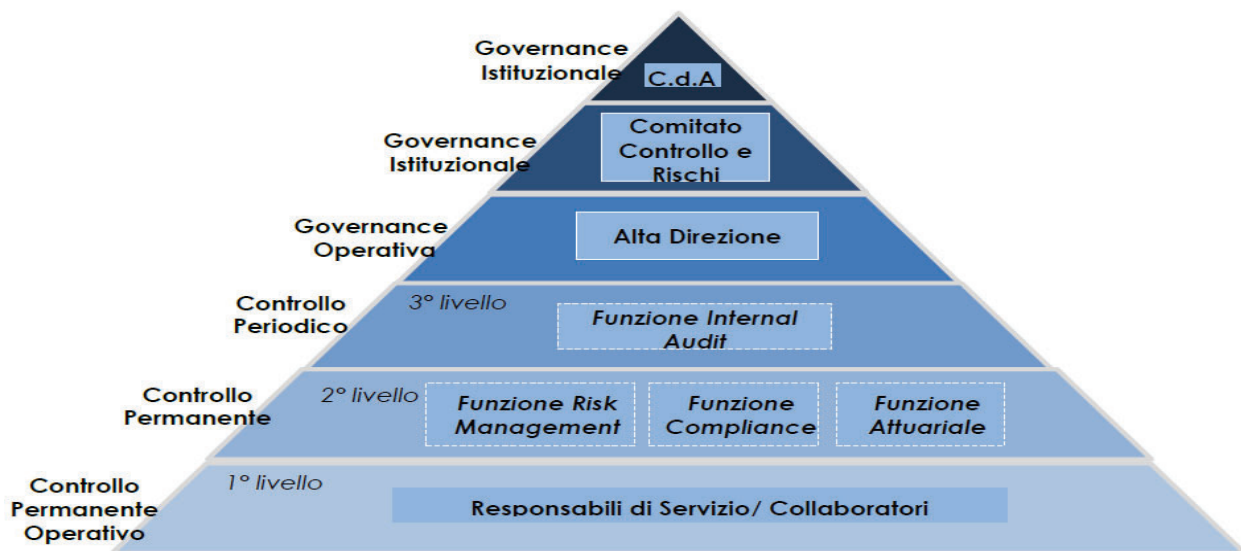 Governance
Istituzionale
C.d.A
Governance
Istituzionale
Comitato
Controllo e
Rischi
Governance
Operativa
Alta Direzione
Controllo
Periodico
3° livello
Funzione Internal
Audit
Controllo
Permanente
2° livello
Funzione Risk
Management
Funzione
Compliance
Funzione
Attuariale
Controllo
Permanente
Operativo
1° livello
Responsabili di Servizio/ Collaboratori